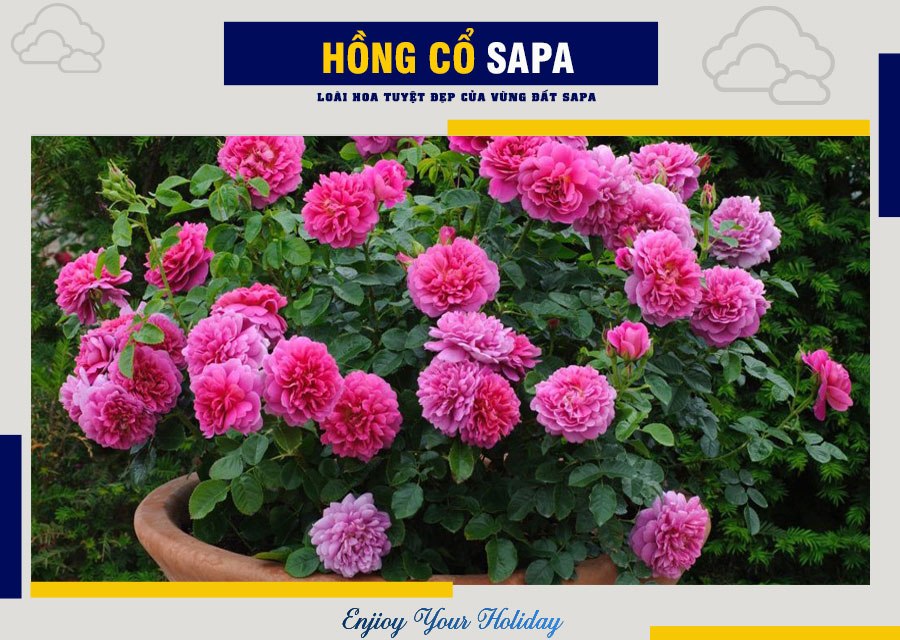 HỒNG CỔ SAPA
LOÀI HOA TUYỆT ĐẸP CỦA VÙNG ĐẤT SAPA
Enjioy Your Holiday